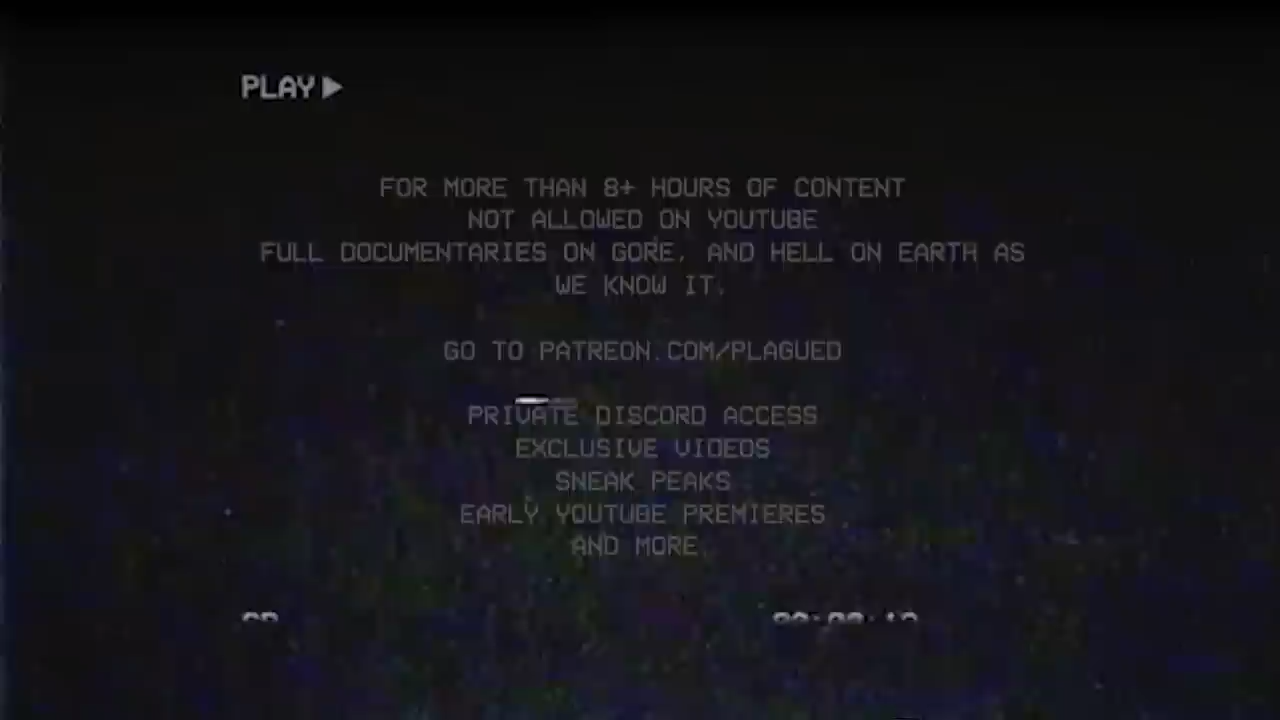 PLAY▶
FOR MORE THAN 8+ HOURS OF CONTENT
NOT ALLOWED ON YOUTUBE
FULL DOCUMENTARIES ON GORE, AND HELL ON EARTH AS
WE KNOW IT.
GO TO PATREON.COM/PLAGUED
PRIVATE DISCORD ACCESS
EXCLUSIVE VIDEOS
SNEAK PEAKS
EARLY YOUTUBE PREMIERES
AND MORE.